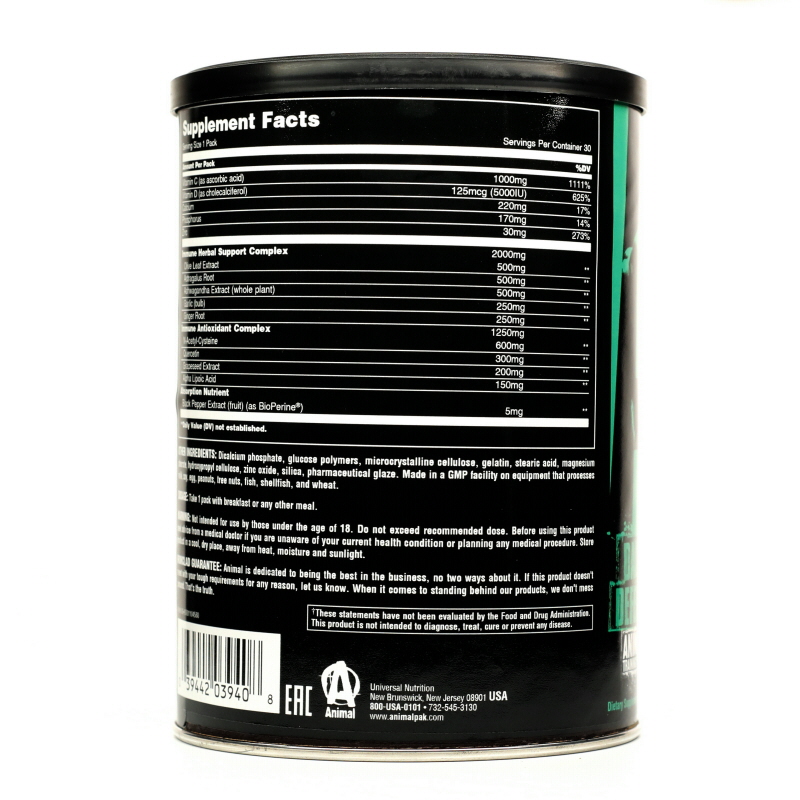 Supplement Facts
Serving Size 1 Pack
Servings Per Container 30
Amount Per Pack %DV
Vitamin C (as ascorbic acid) 1000mg 1111%
Vitamin D (as cholecalciferol) 125mcg (5000IU) 625%
Calcium 220mg 17%
Phosphorus 170mg 14%
30mg 273%
Immune Herbal Support Complex 2000mg
Olive Leaf Extract 500mg **
Astragalus Root 500mg **
Ashwagandha Extract (whole plant) 500mg **
Garlic (bulb) 250mg **
Ginger Root 250mg **
Immune Antioxidant Complex 1250mg
N-Acetyl-Cysteine 600mg **
Quercetin 300mg **
Grapeseed Extract 200mg **
Alpha Lipoic Acid 150mg **
Absorption Nutrient
Black Pepper Extract (fruit) (as BioPerine®) 5mg **
*Daily Value (DV) not established.
INGREDIENTS: Dicalcium phosphate, glucose polymers, microcrystalline cellulose, gelatin, stearic acid, magnesium
hydroxypropyl cellulose, zinc oxide, silica, pharmaceutical glaze. Made in a GMP facility on equipment that processes
egg, peanuts, tree nuts, fish, shellfish, and wheat.
Take 1 pack with breakfast or any other meal.
Not intended for use by those under the age of 18. Do not exceed recommended dose. Before using this product
advice from a medical doctor if you are unaware of your current health condition or planning any medical procedure. Store
in a cool, dry place, away from heat, moisture and sunlight.
GUARANTEE: Animal is dedicated to being the best in the business, no two ways about it. If this product doesn't
your tough requirements for any reason, let us know. When it comes to standing behind our products, we don't mess
That's the truth.
†These statements have not been evaluated by the Food and Drug Administration.
This product is not intended to diagnose, treat, cure or prevent any disease.
39442 03940 8
EAC
A
Animal
Universal Nutrition
New Brunswick, New Jersey 08901 USA
800-USA-0101 • 732-545-3130
www.animalpak.com